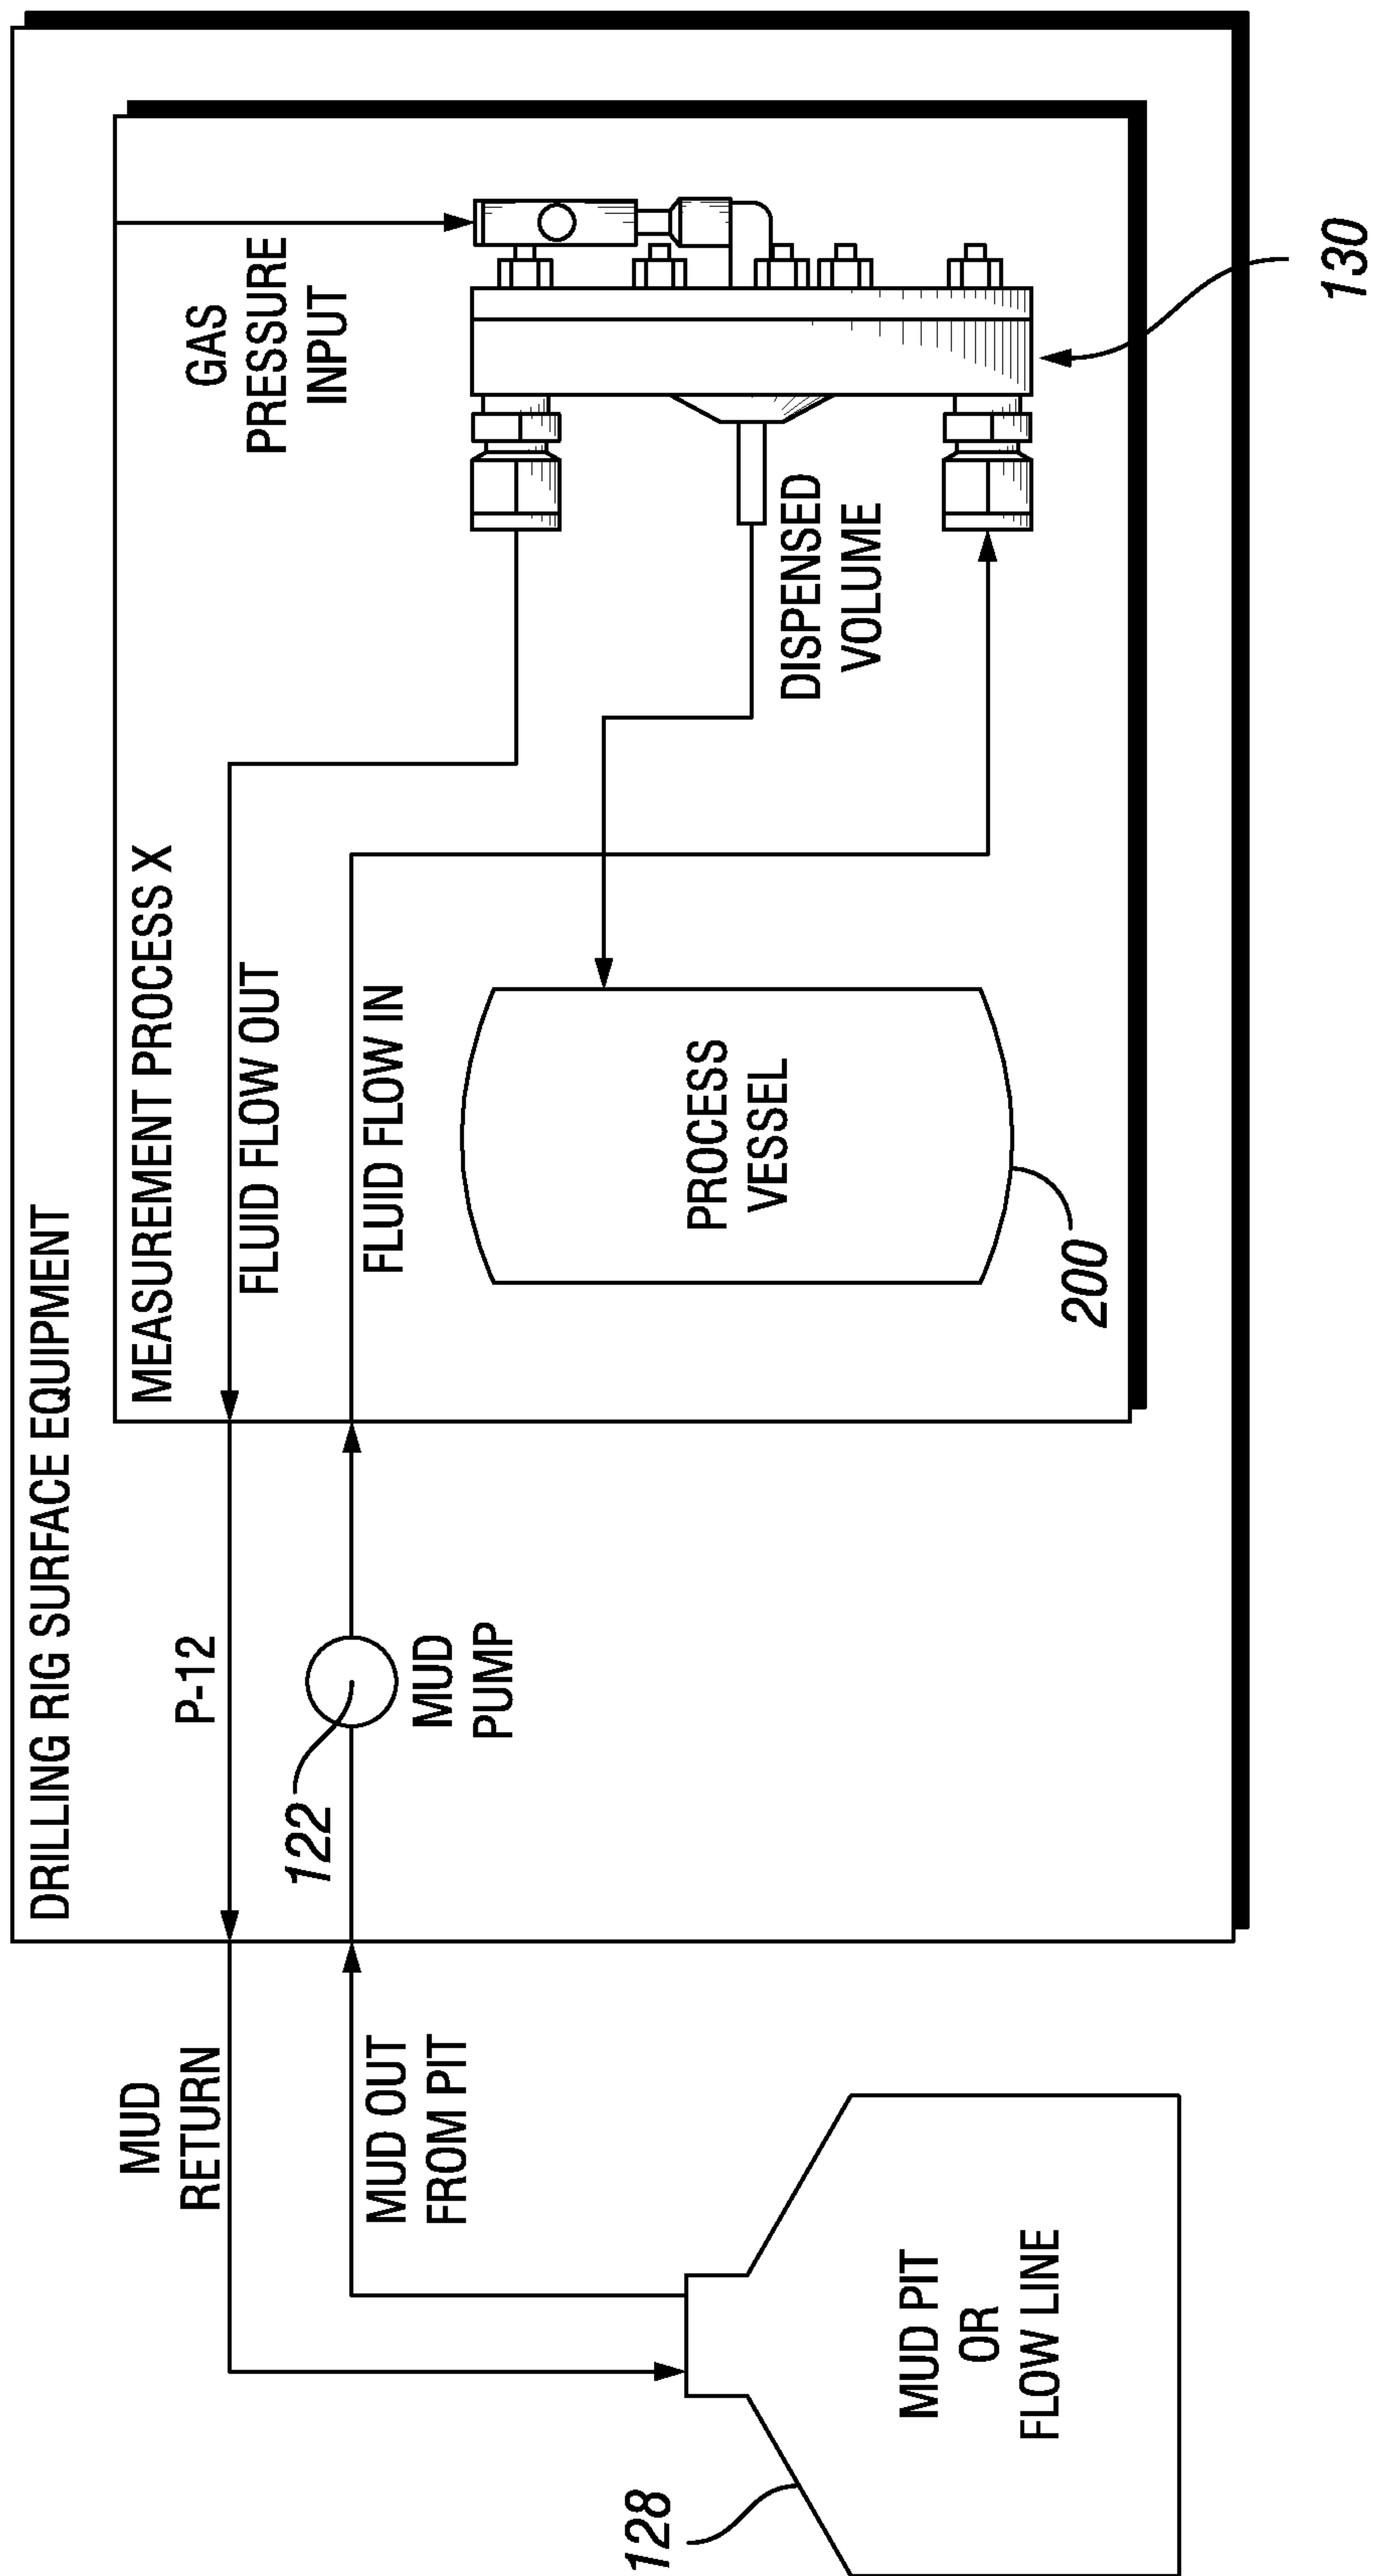 DRILLING RIG SURFACE EQUIPMENT
MEASUREMENT PROCESS X
MUD
RETURN
P-12
FLUID FLOW OUT
GAS
PRESSURE
INPUT
122
MUD OUT
FROM PIT
MUD
PUMP
FLUID FLOW IN
128
MUD PIT
OR
FLOW LINE
PROCESS
VESSEL
DISPENSED
VOLUME
200
130